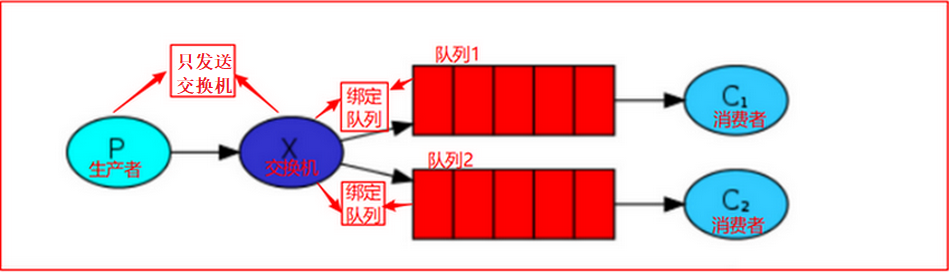 只发送
交换机
队列1
绑定
队列
C₁
消费者
P
生产者
X
交换机
队列2
绑定
队列
C₂
消费者